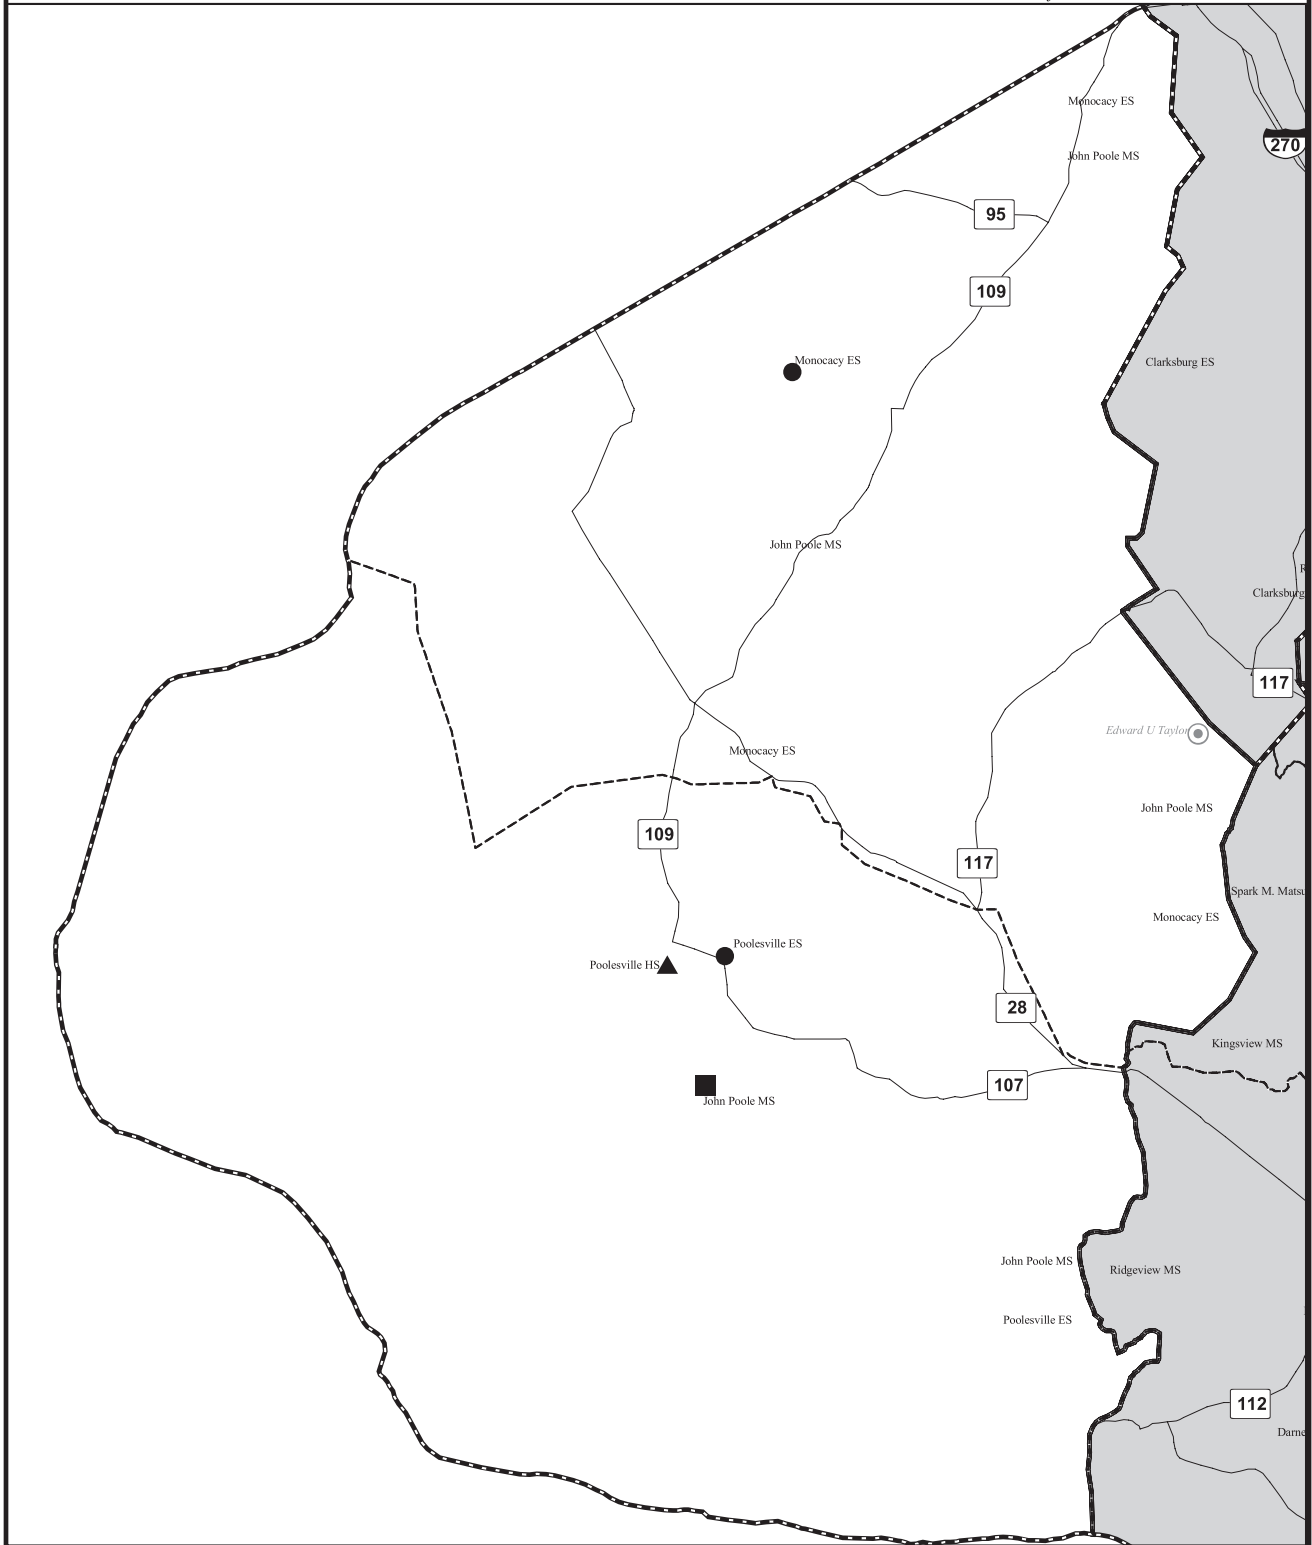 Monocacy ES
270
John Poole MS
95
109
Monocacy ES
Clarksburg ES
John Poole MS
Clarksburg
117
Edward U Taylor
Monocacy ES
John Poole MS
109
117
Spark M. Matsu
Monocacy ES
Poolesville ES
Poolesville HS
28
Kingsview MS
107
John Poole MS
John Poole MS
Ridgeview MS
Poolesville ES
112
Darne